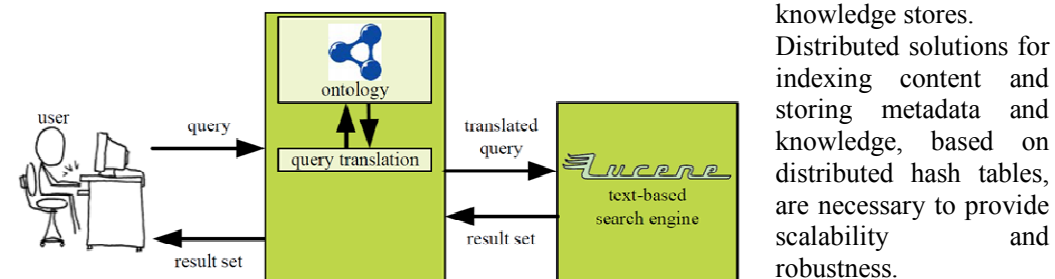 user
query
result set
ontology
query translation
translated
query
result set
Lucene
text-based
search engine
knowledge stores.
Distributed solutions for
indexing content and
storing metadata and
knowledge, based on
distributed hash tables,
are necessary to provide
scalability and
robustness.